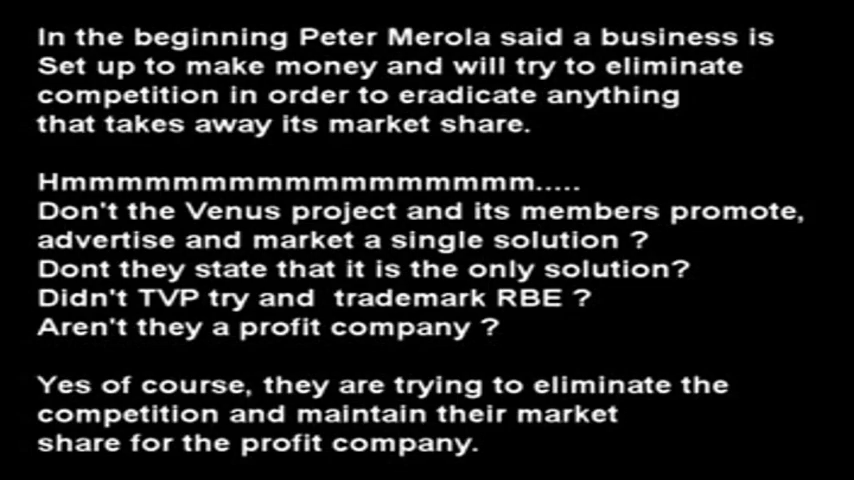 In the beginning Peter Merola said a business is
Set up to make money and will try to eliminate
competition in order to eradicate anything
that takes away its market share.
Hmmmmmmmmmmmmmmmmmm.....
Don't the Venus project and its members promote,
advertise and market a single solution ?
Dont they state that it is the only solution?
Didn't TVP try and  trademark RBE ?
Aren't they a profit company ?
Yes of course, they are trying to eliminate the
competition and maintain their market
share for the profit company.